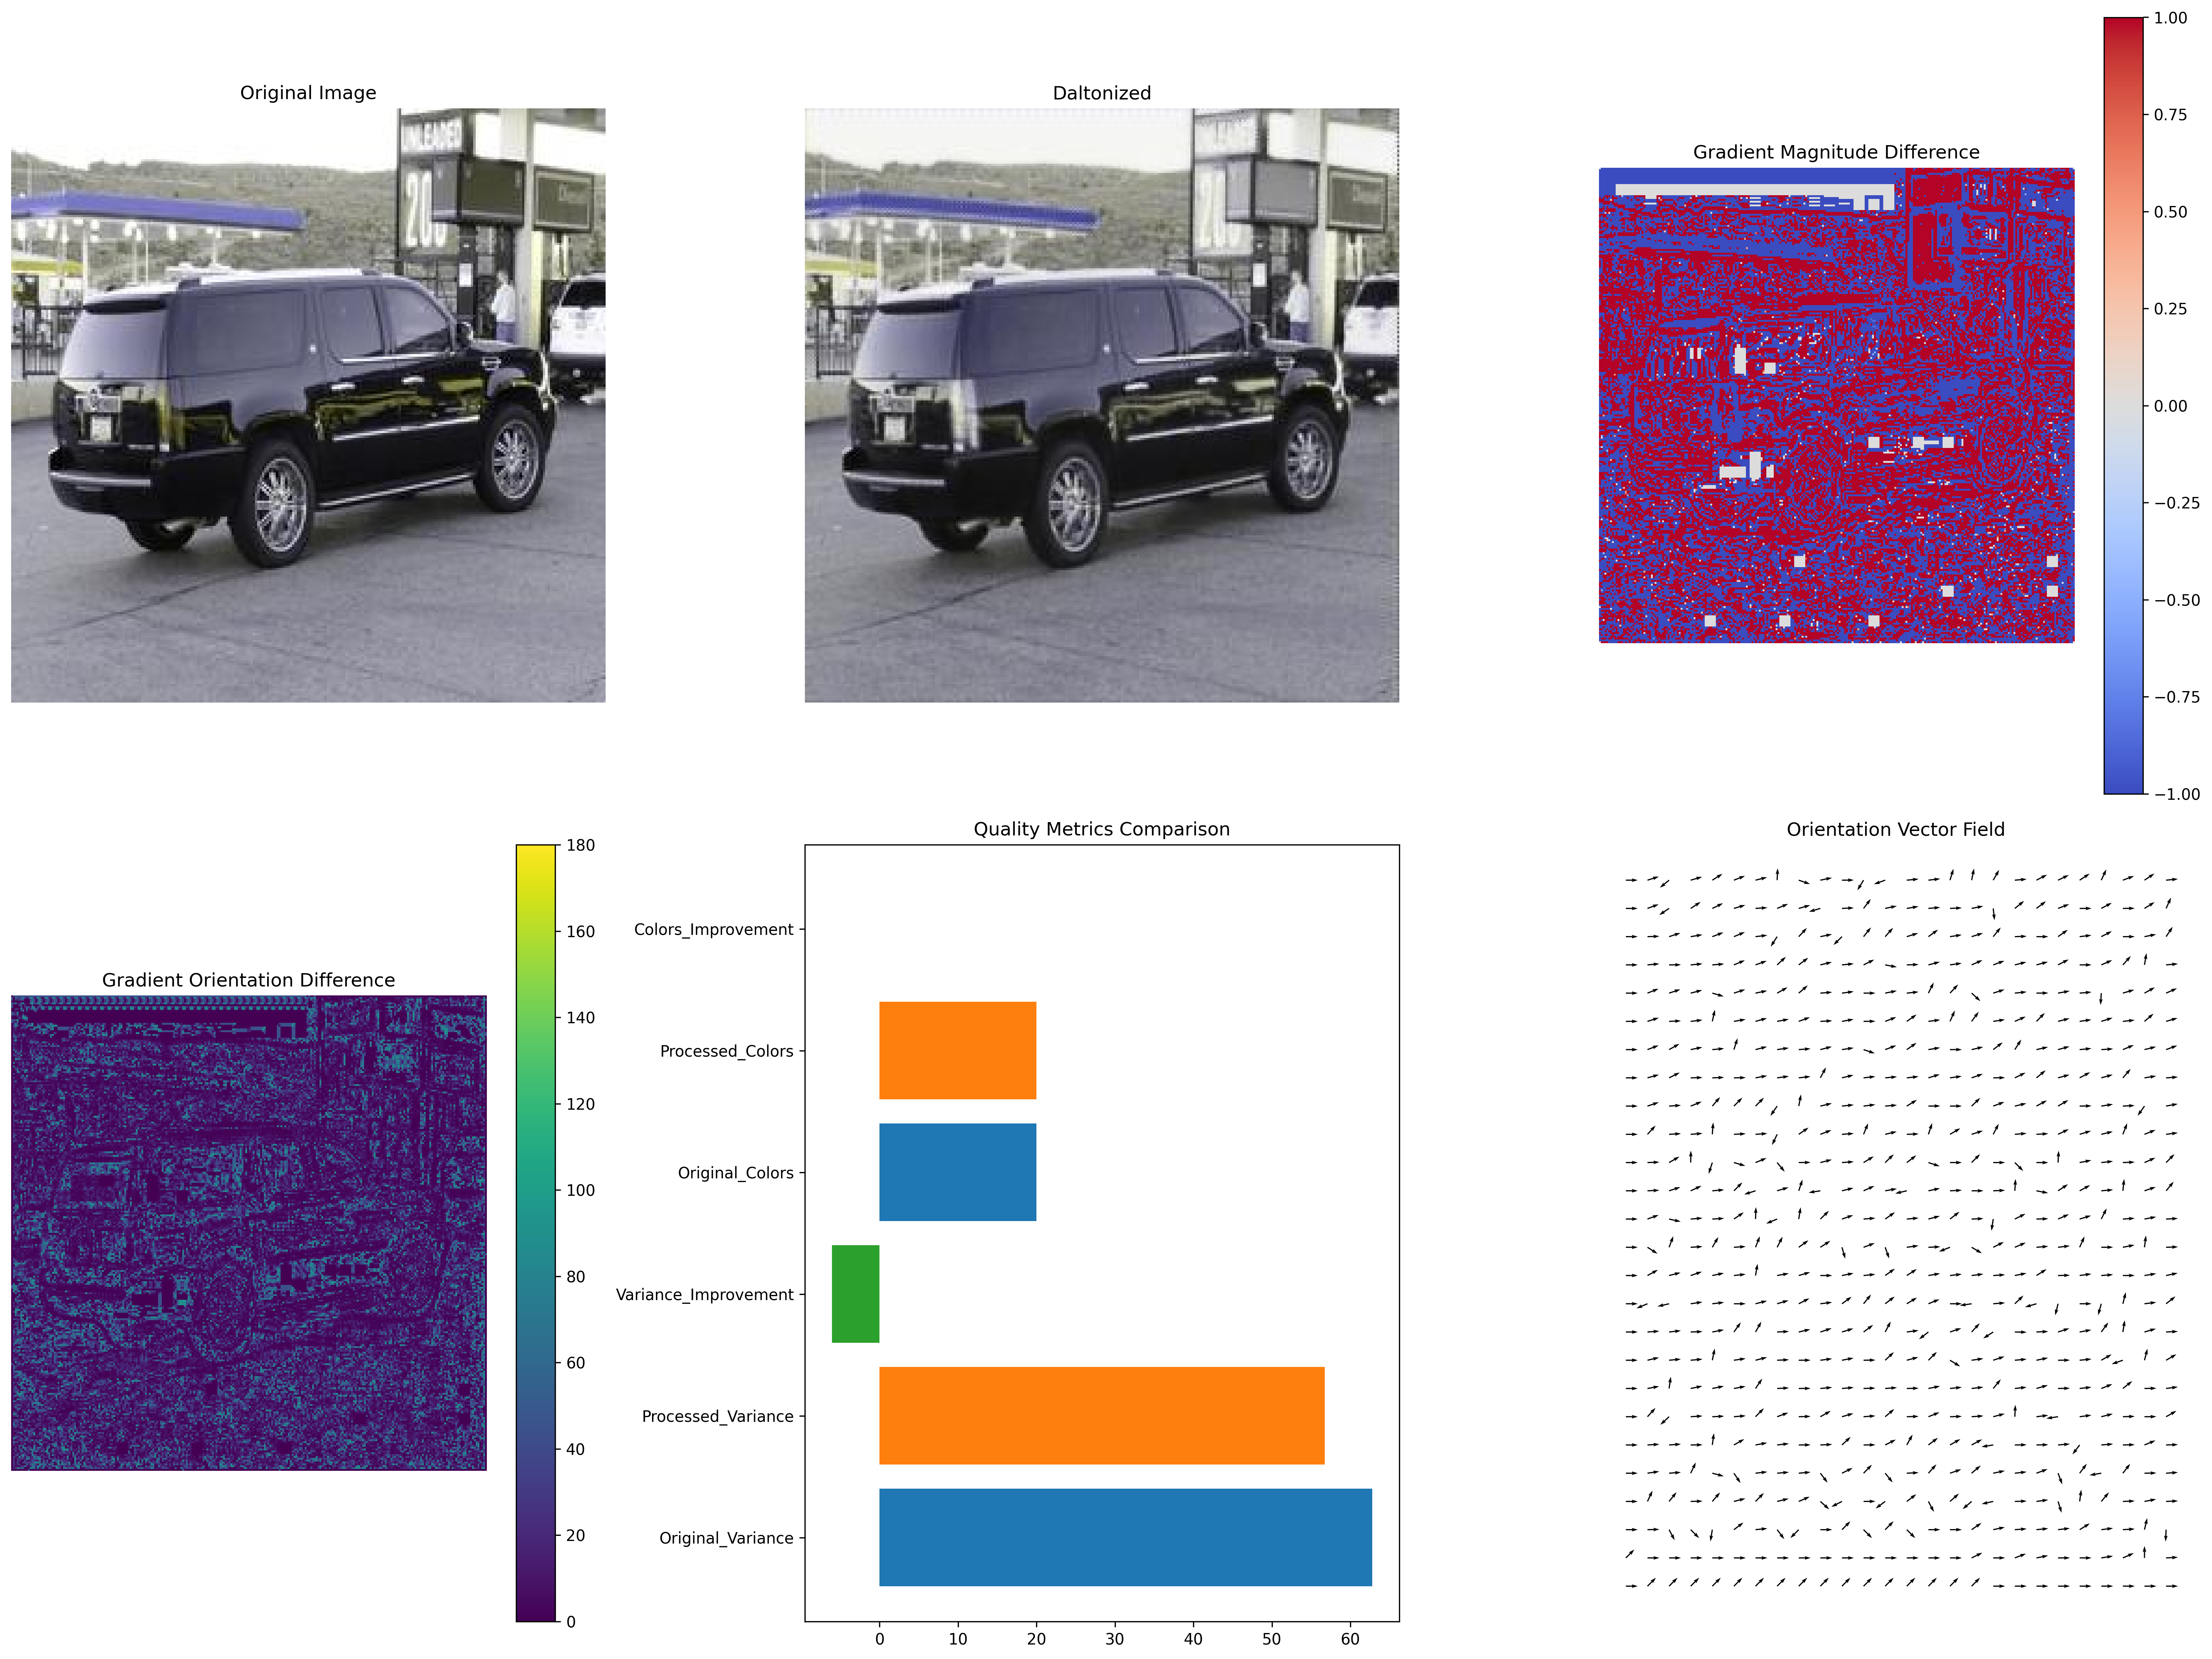 Original Image
UNLEADED
Daltonized
Gradient Magnitude Difference
1.00
0.75
0.50
0.25
0.00
−0.25
−0.50
−0.75
−1.00
Gradient Orientation Difference
180
160
140
120
100
80
60
40
20
0
Quality Metrics Comparison
Colors_Improvement
Processed_Colors
Original_Colors
Variance_Improvement
Processed_Variance
Original_Variance
0 10 20 30 40 50 60
Orientation Vector Field